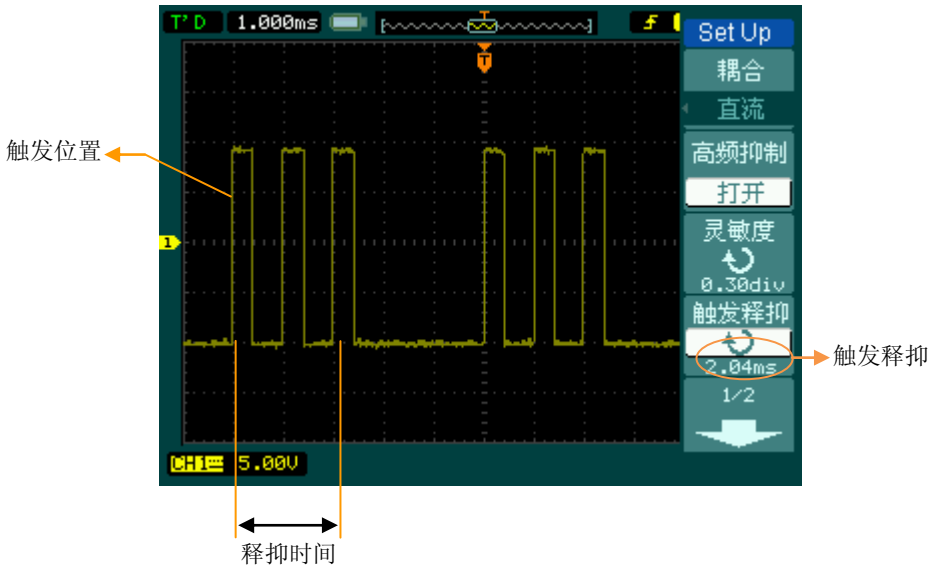 T'D 1.000ms T
Set Up
耦合
直流
高频抑制
打开
灵敏度
0.30div
触发释抑
2.04ms
1/2
T
1
CH1 5.00V
触发位置
触发释抑
释抑时间